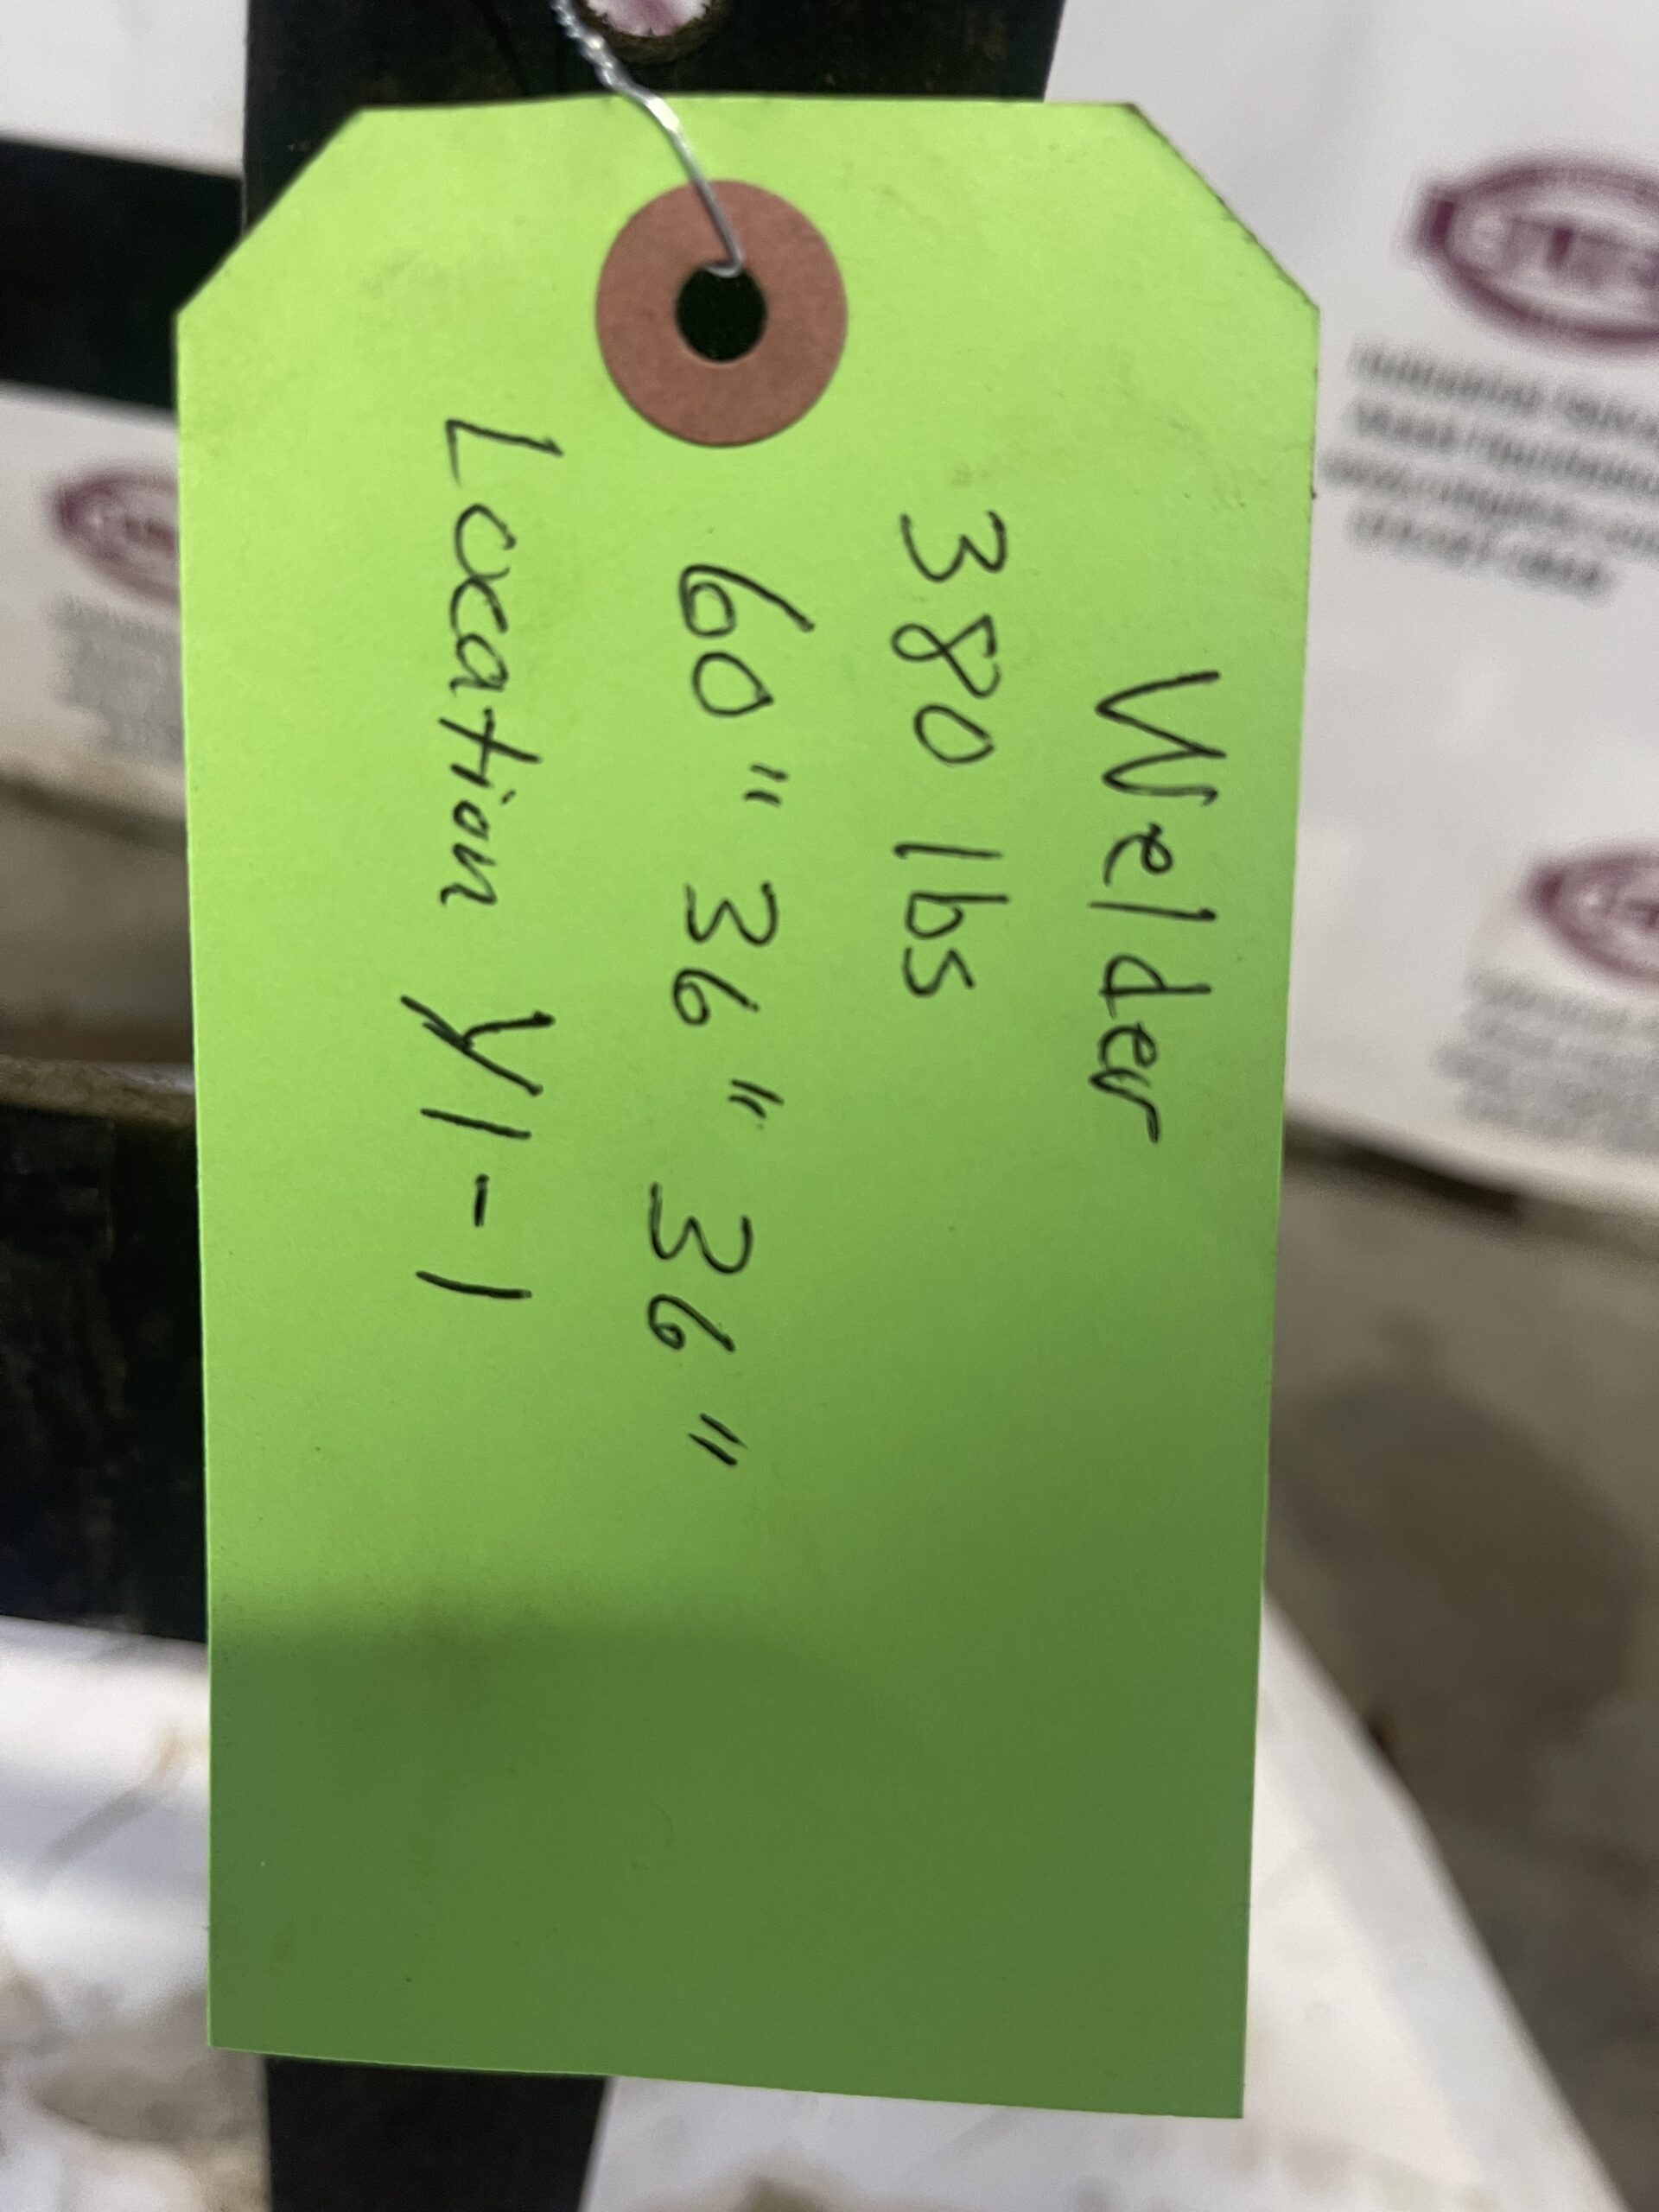 Welder
380 lbs
60" 36" 36"
Location Y1-1